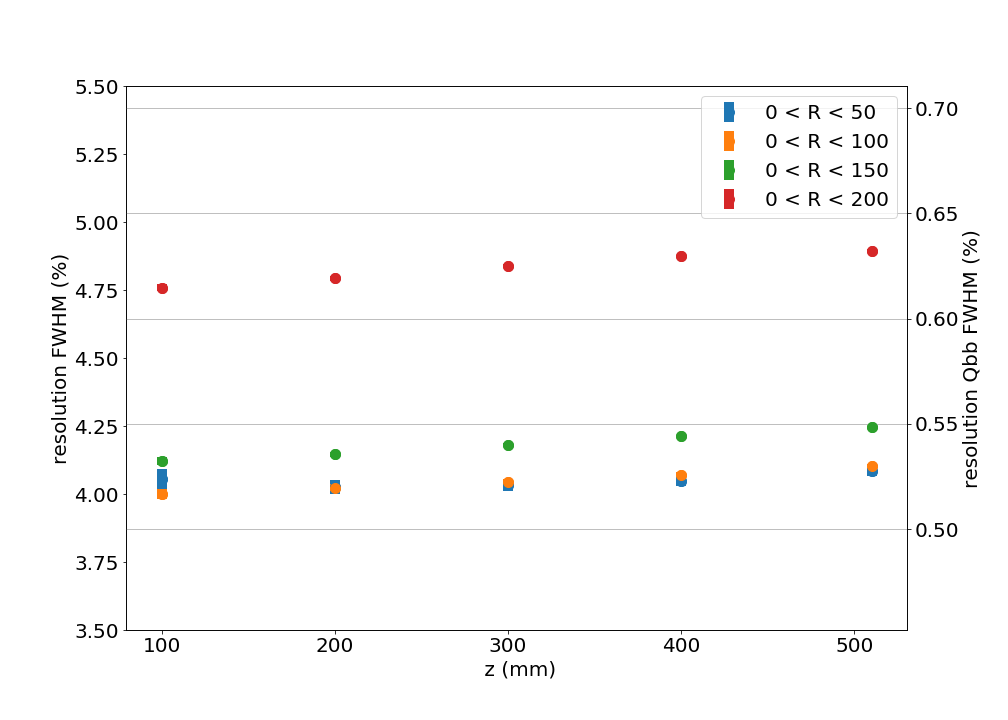 5.50
5.25
5.00
4.75
4.50
4.25
4.00
3.75
3.50
resolution FWHM (%)
0 < R < 50
0 < R < 100
0 < R < 150
0 < R < 200
0.70
0.65
0.60
0.55
0.50
resolution Qbb FWHM (%)
100 200 300 400 500
z (mm)